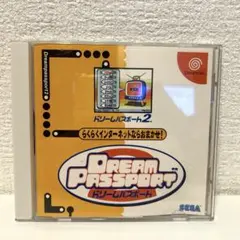 Dreampassport2
Dreamcast
ドリームパスポート2
らくらくインターネットならおまかせ!
DREAM
PASSPORT
ドリームパスポート
SEGA